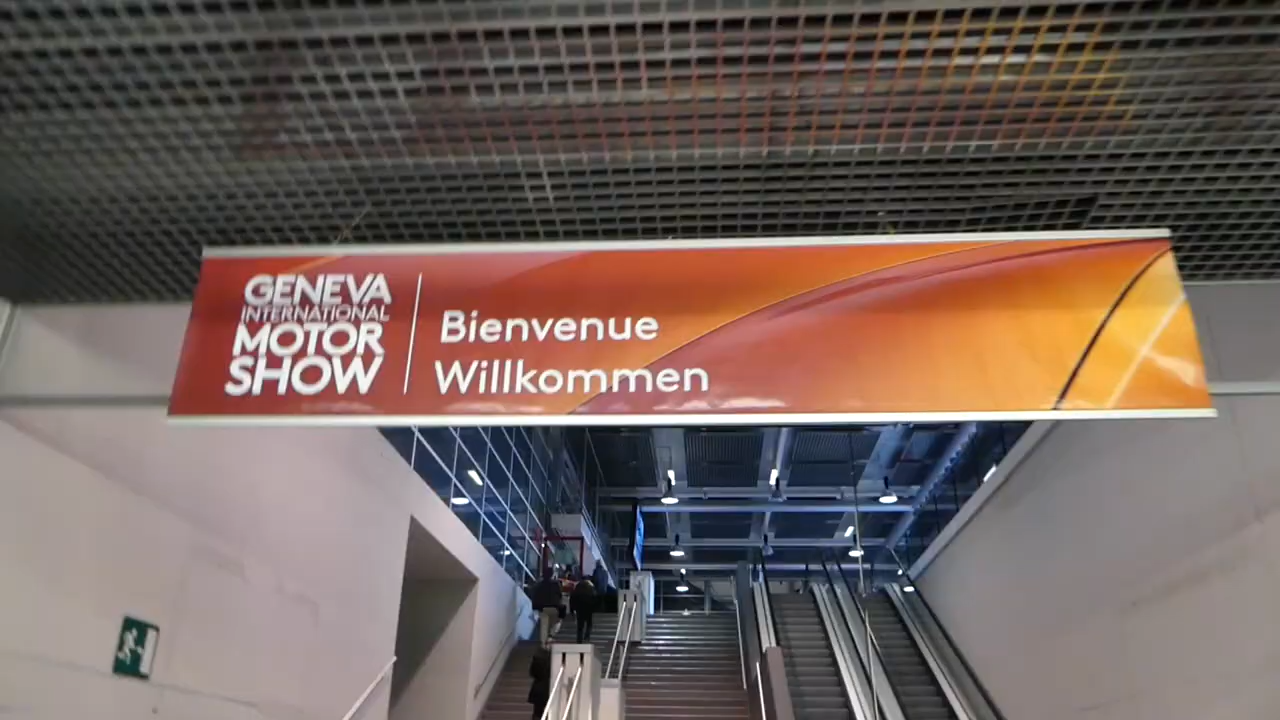 GENEVA
INTERNATIONAL
MOTOR
SHOW
Bienvenue
Willkommen